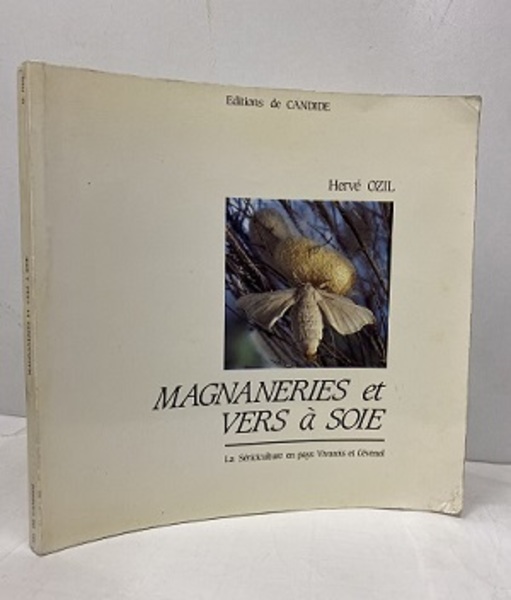 Editions de CANDIDE
Hervé OZIL
MAGNANERIES et
VERS à SOIE
La Sériciculture en pays Vivarois et Cévenol